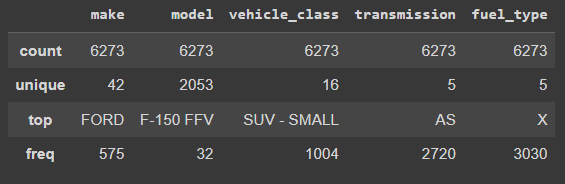 make model vehicle_class transmission fuel_type
count 6273 6273 6273 6273 6273
unique 42 2053 16 5 5
top FORD F-150 FFV SUV - SMALL AS X
freq 575 32 1004 2720 3030